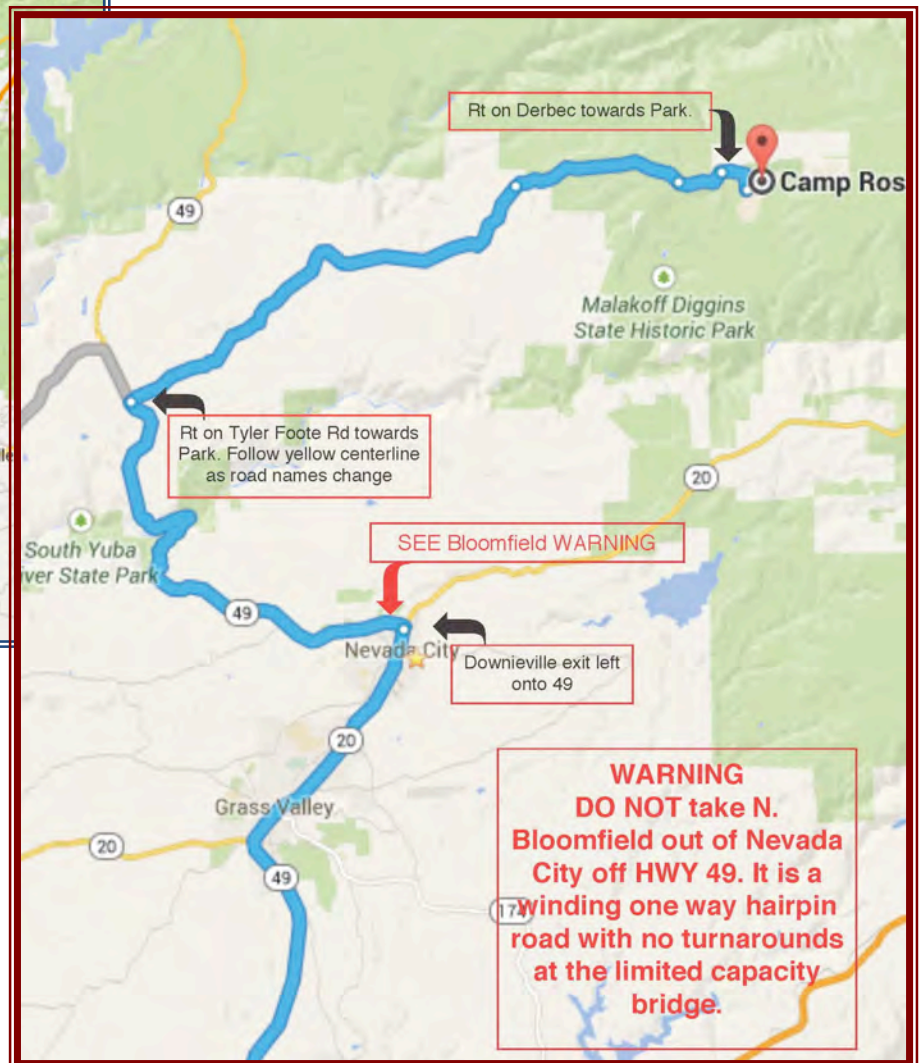 Rt on Derbec towards Park.
Camp Ros
49
Malakoff Diggins
State Historic Park
Rt on Tyler Foote Rd towards
Park. Follow yellow centerline
as road names change
20
SEE Bloomfield WARNING
South Yuba
ver State Park
49
Nevada City
Downieville exit left
onto 49
20
Grass Valley
20
49
174
WARNING
DO NOT take N.
Bloomfield out of Nevada
City off HWY 49. It is a
winding one way hairpin
road with no turnarounds
at the limited capacity
bridge.